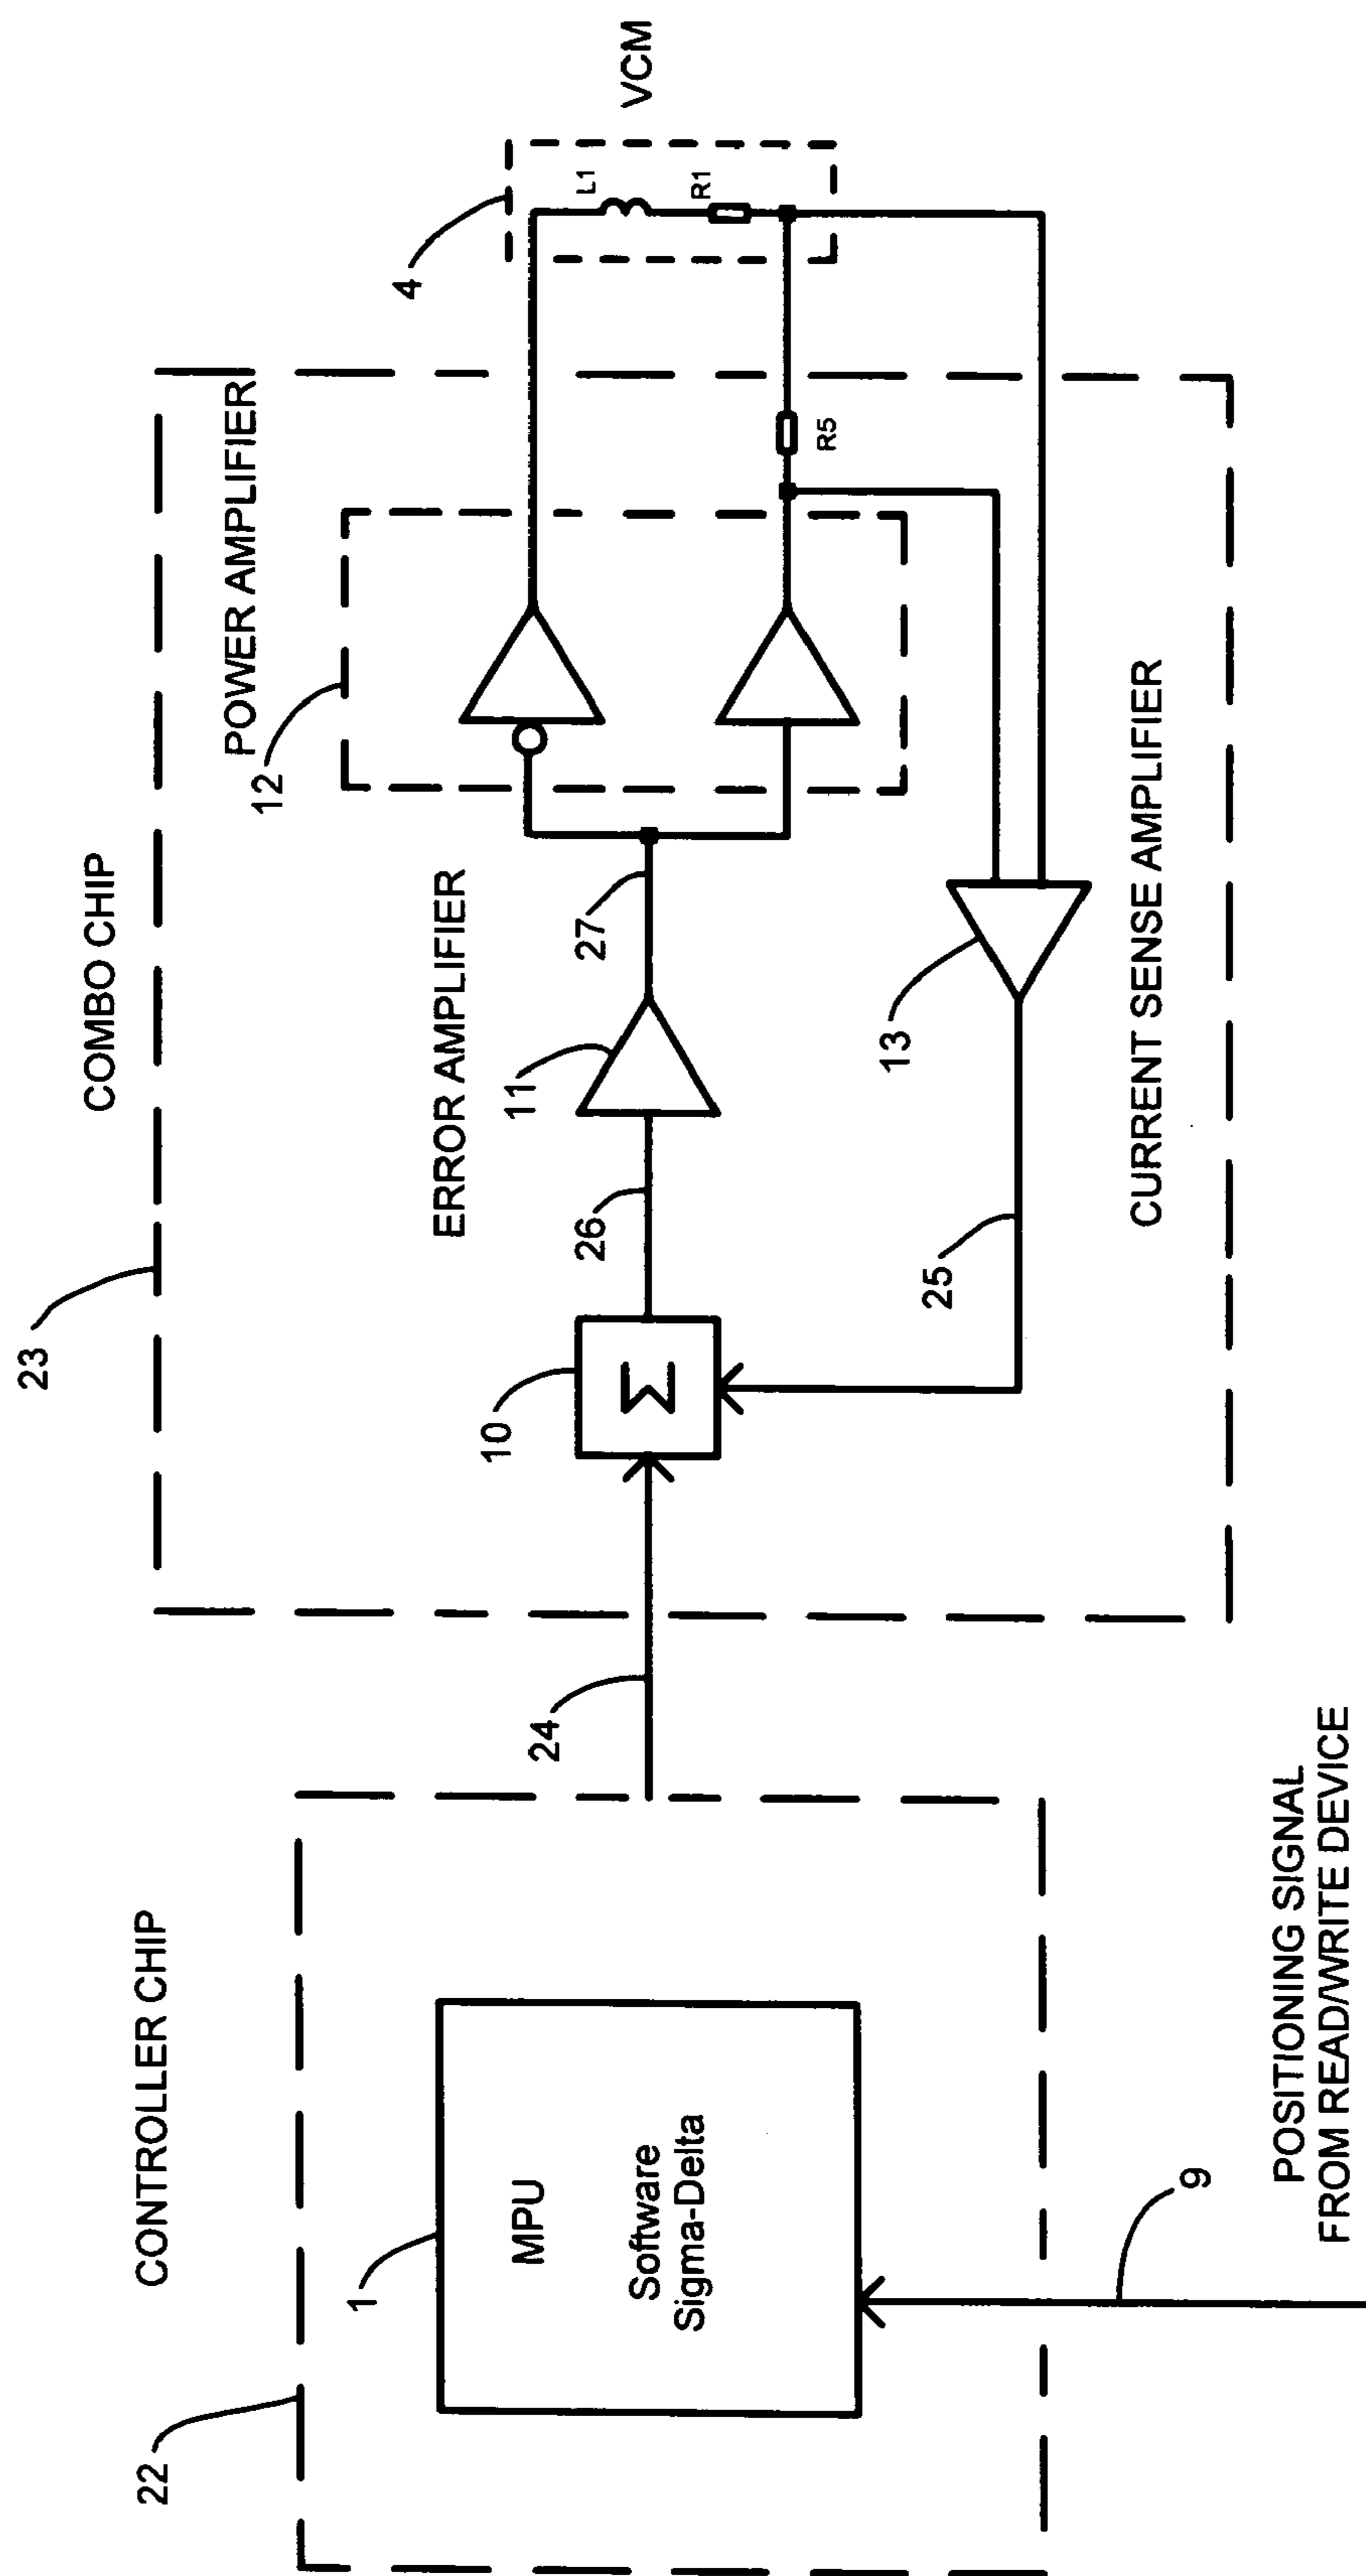 23
COMBO CHIP
POWER AMPLIFIER
12
4
VCM
L1
R1
ERROR AMPLIFIER
11
27
26
10
Σ
R5
13
25
CURRENT SENSE AMPLIFIER
24
22
CONTROLLER CHIP
1
MPU
Software
Sigma-Delta
9
POSITIONING SIGNAL
FROM READ/WRITE DEVICE